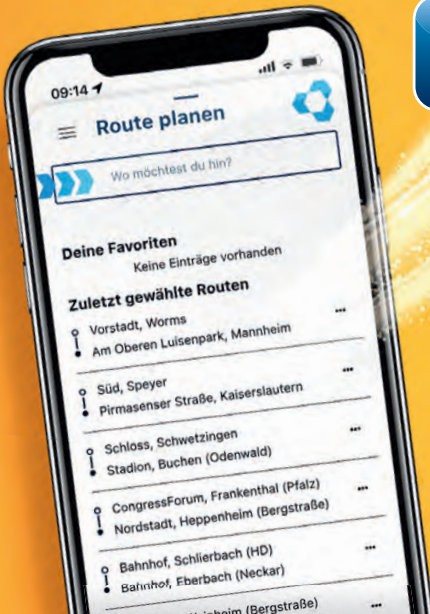 09:14
Route planen
Wo möchtest du hin?
Deine Favoriten
Keine Einträge vorhanden
Zuletzt gewählte Routen
Vorstadt, Worms
Am Oberen Luisenpark, Mannheim
Süd, Speyer
Pirmasenser Straße, Kaiserslautern
Schloss, Schwetzingen
Stadion, Buchen (Odenwald)
CongressForum, Frankenthal (Pfalz)
Nordstadt, Heppenheim (Bergstraße)
Bahnhof, Schlierbach (HD)
Bahnhof, Eberbach (Neckar)
(Bergstraße)